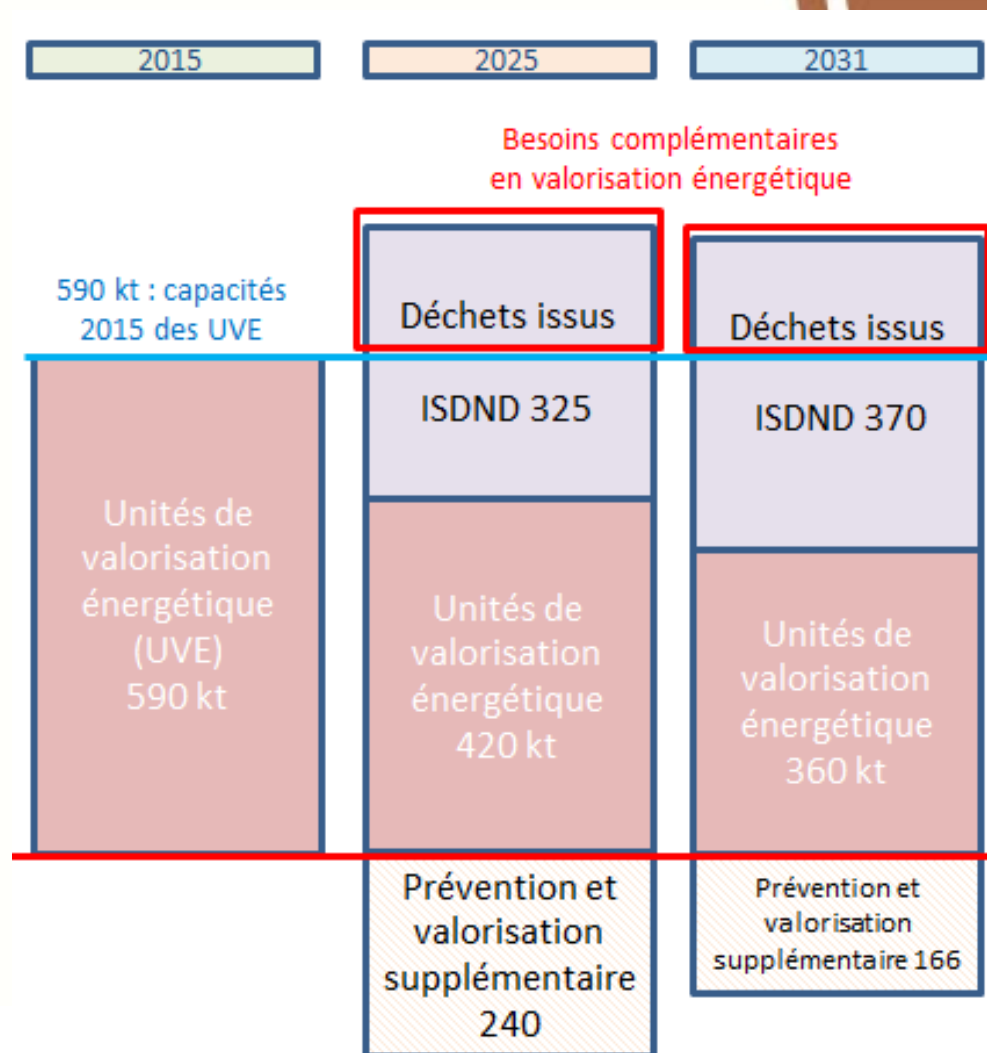 2015
2025
2031
Besoins complémentaires
en valorisation énergétique
590 kt : capacités
2015 des UVE
Unités de
valorisation
énergétique
(UVE)
590 kt
Déchets issus
ISDND 325
Unités de
valorisation
énergétique
420 kt
Prévention et
valorisation
supplémentaire
240
Déchets issus
ISDND 370
Unités de
valorisation
énergétique
360 kt
Prévention et
valorisation
supplémentaire 166